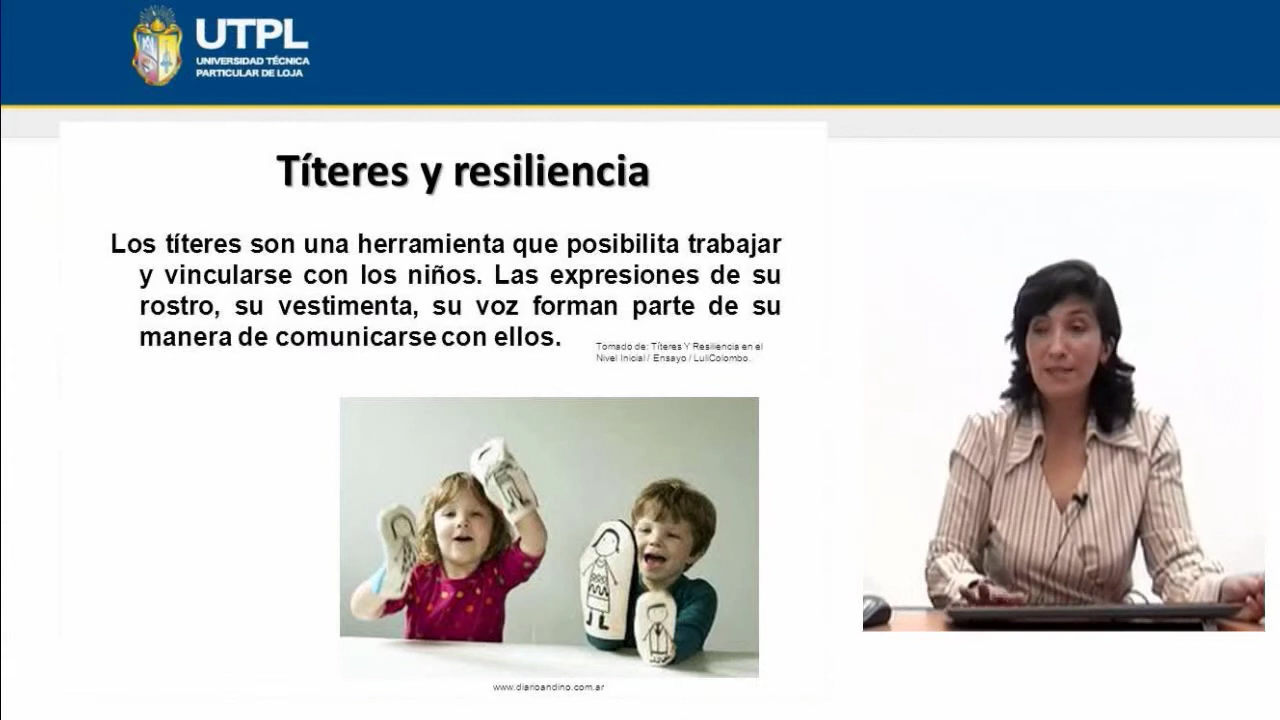 UTPL
UNIVERSIDAD TÉCNICA
PARTICULAR DE LOJA
Títeres y resiliencia
Los títeres son una herramienta que posibilita trabajar
y vincularse con los niños. Las expresiones de su
rostro, su vestimenta, su voz forman parte de su
manera de comunicarse con ellos.
Tomado de: Títeres Y Resiliencia en el
Nivel Inicial / Ensayo / LuliColombo.
www.diarioandino.com.ar